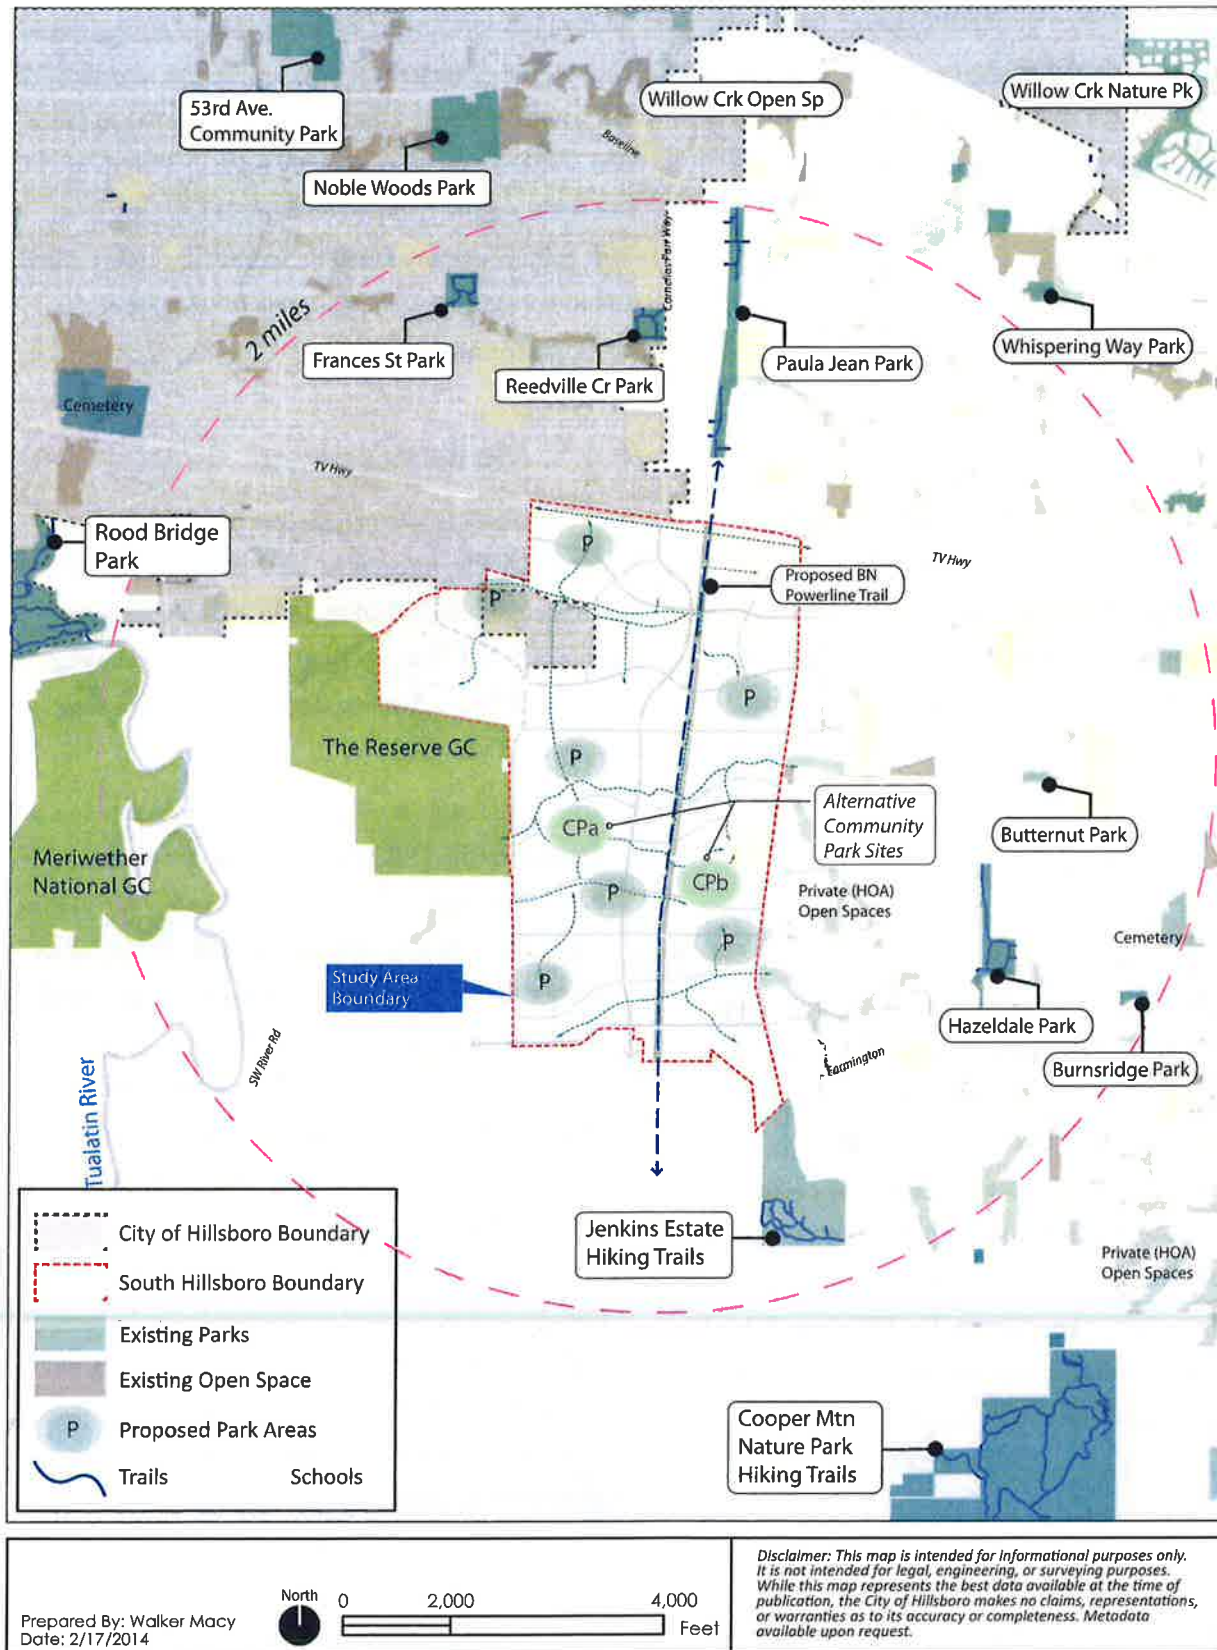 53rd Ave.
Community Park
Noble Woods Park
Willow Crk Open Sp
Willow Crk Nature Pk
Baseline
Cornelius Pass Way
2 miles
Frances St Park
Reedville Cr Park
Paula Jean Park
Whispering Way Park
Cemetery
TV Hwy
Rood Bridge
Park
P
TV Hwy
Proposed BN
Powerline Trail
P
P
The Reserve GC
P
Alternative
Community
Park Sites
CPa
Butternut Park
Meriwether
National GC
CPb
P
Private (HOA)
Open Spaces
P
Cemetery
Study Area
Boundary
P
Hazeldale Park
SW River Rd
Farmington
Burnsridge Park
Tualatin River
Jenkins Estate
Hiking Trails
Private (HOA)
Open Spaces
City of Hillsboro Boundary
South Hillsboro Boundary
Existing Parks
Existing Open Space
P Proposed Park Areas
Trails Schools
Cooper Mtn
Nature Park
Hiking Trails
Prepared By: Walker Macy
Date: 2/17/2014
North
0 2,000 4,000
Feet
Disclaimer: This map is intended for informational purposes only.
It is not intended for legal, engineering, or surveying purposes.
While this map represents the best data available at the time of
publication, the City of Hillsboro makes no claims, representations,
or warranties as to its accuracy or completeness. Metadata
available upon request.